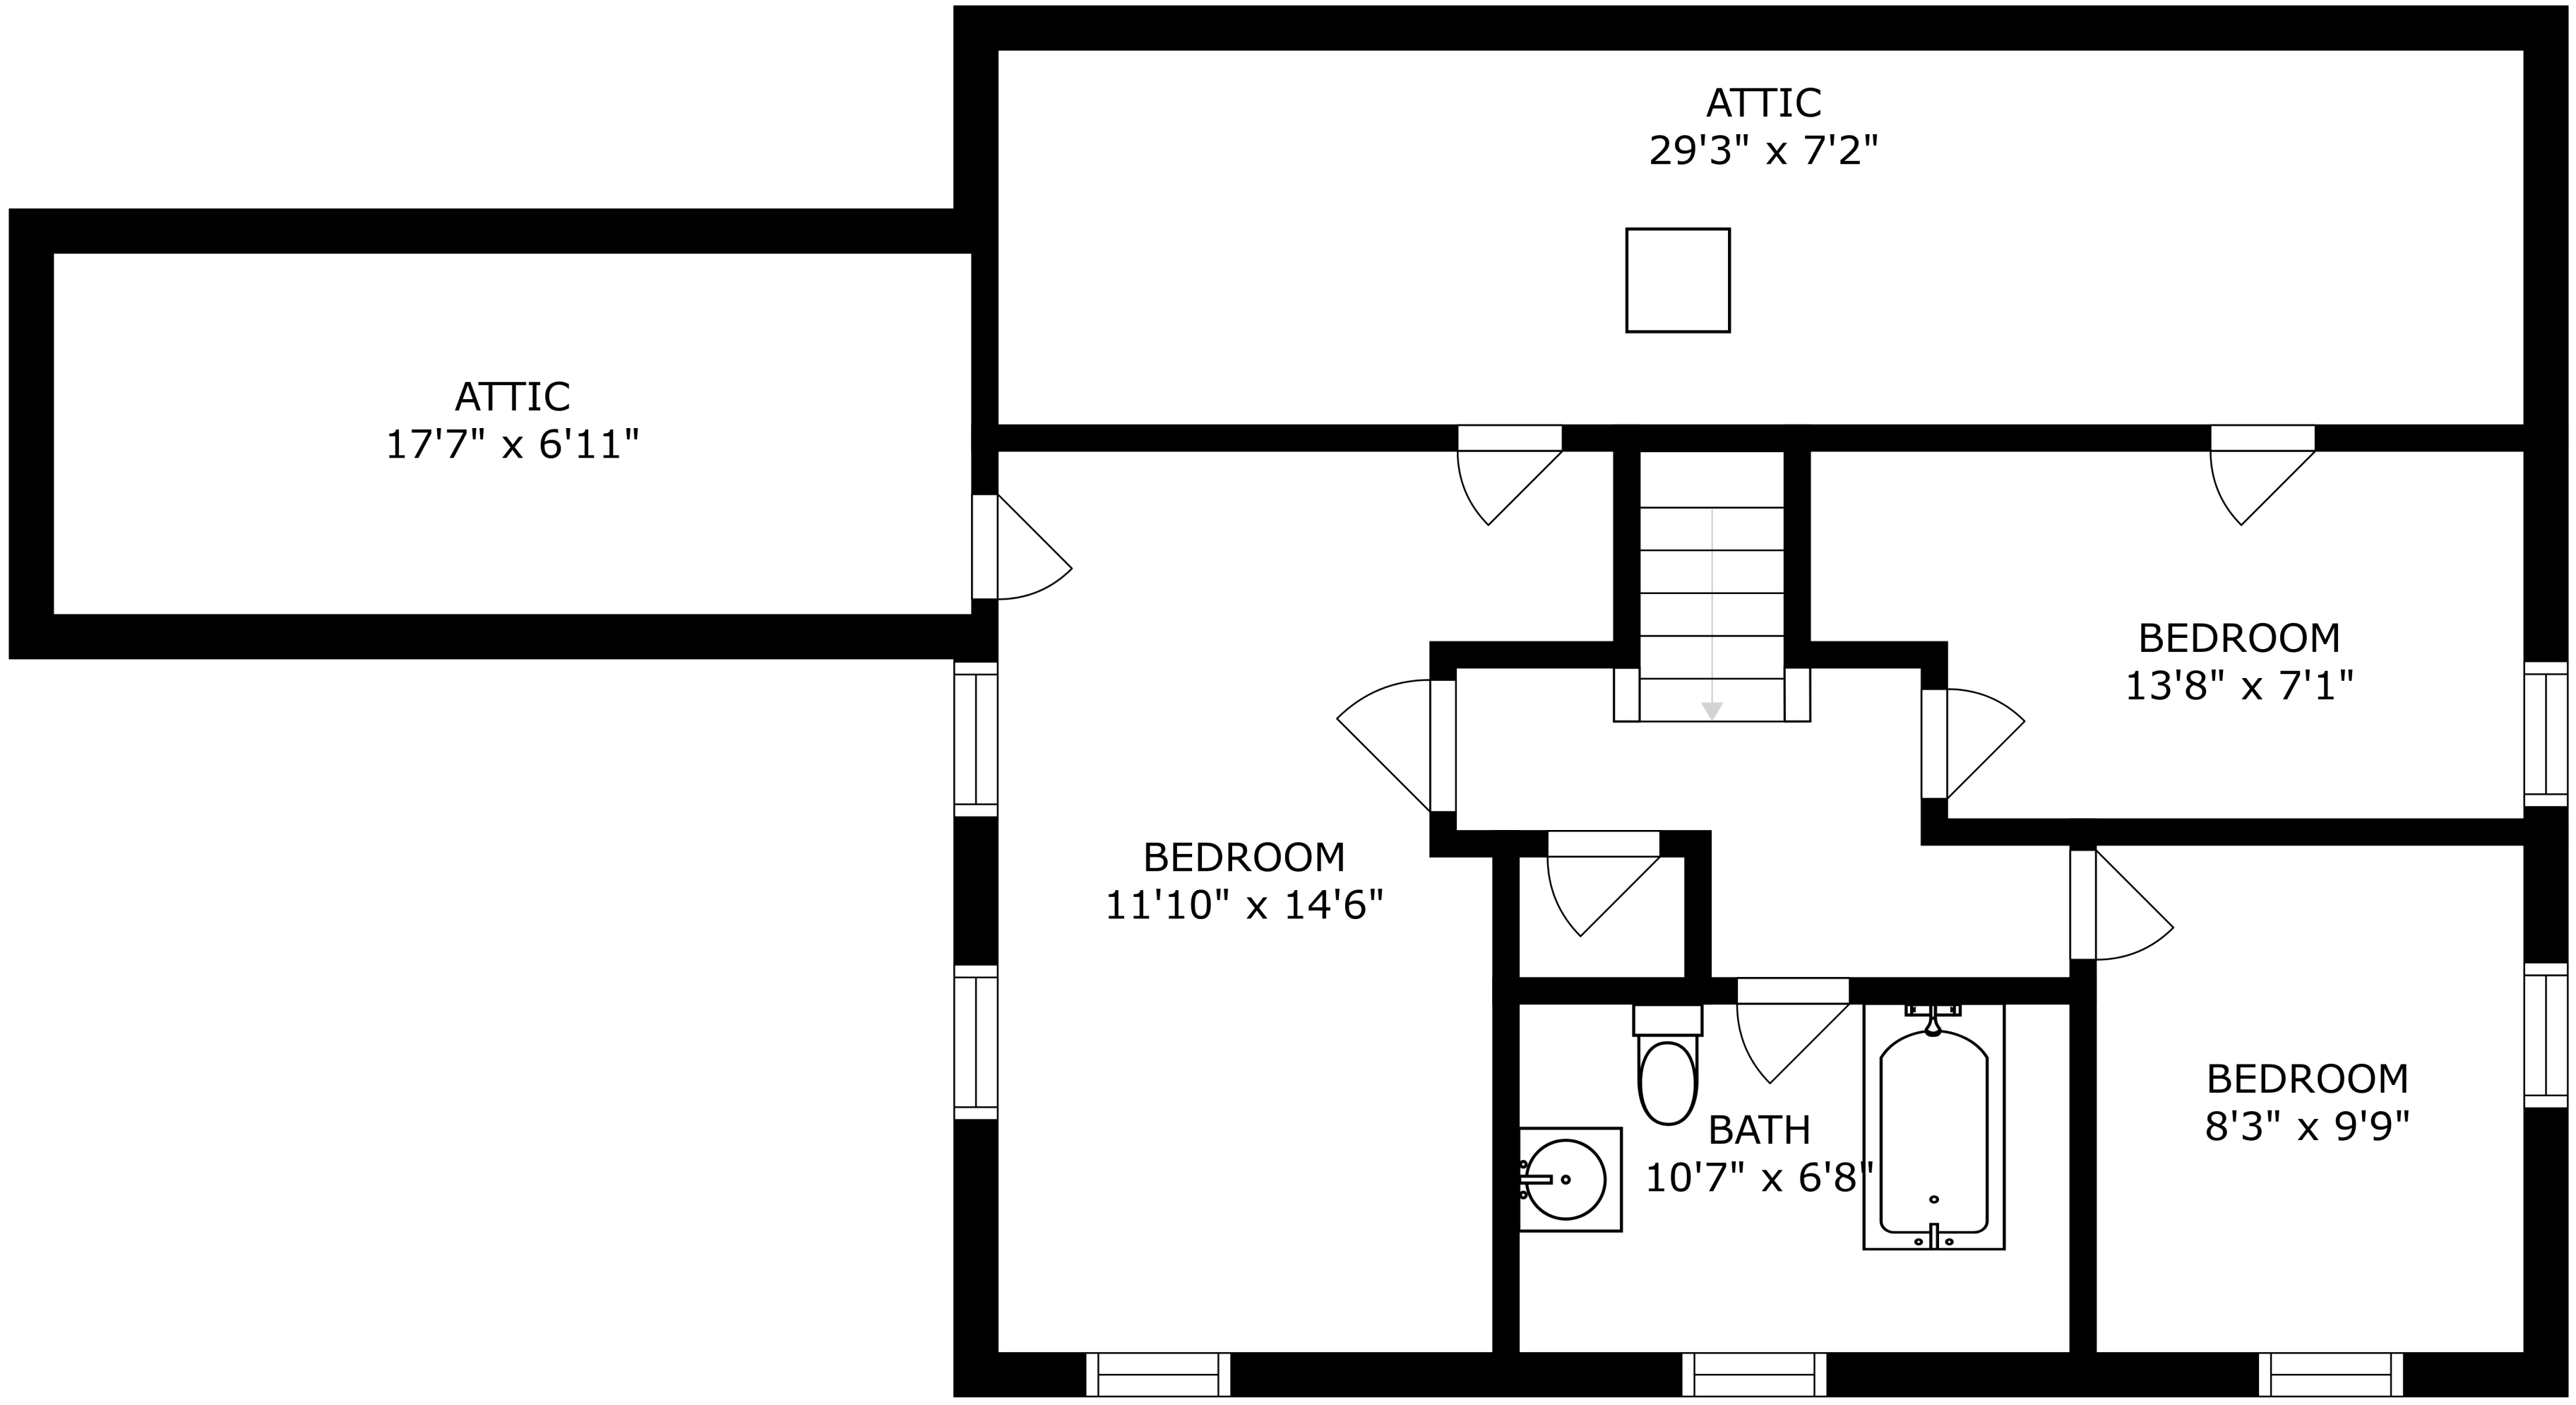 ATTIC
29'3" x 7'2"
ATTIC
17'7" x 6'11"
BEDROOM
13'8" x 7'1"
BEDROOM
11'10" x 14'6"
BEDROOM
8'3" x 9'9"
BATH
10'7" x 6'8"